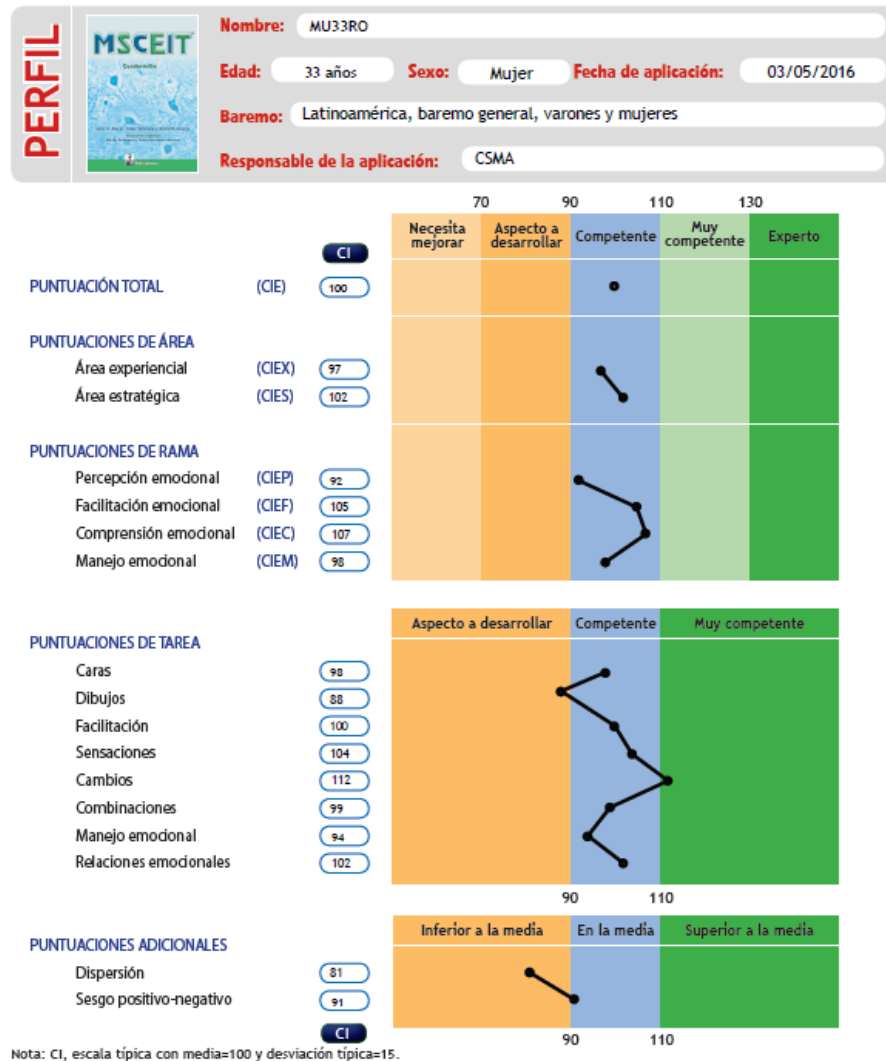 PERFIL
MSCEIT
Cuadernillo
Nombre: MU33RO
Edad: 33 años Sexo: Mujer Fecha de aplicación: 03/05/2016
Baremo: Latinoamérica, baremo general, varones y mujeres
Responsable de la aplicación: CSMA
70 90 110 130
Necesita mejorar Aspecto a desarrollar Competente Muy competente Experto
CI
PUNTUACIÓN TOTAL (CIE) 100
PUNTUACIONES DE ÁREA
Área experiencial (CIEX) 97
Área estratégica (CIES) 102
PUNTUACIONES DE RAMA
Percepción emocional (CIEP) 92
Facilitación emocional (CIEF) 105
Comprensión emocional (CIEC) 107
Manejo emocional (CIEM) 98
Aspecto a desarrollar Competente Muy competente
PUNTUACIONES DE TAREA
Caras 98
Dibujos 88
Facilitación 100
Sensaciones 104
Cambios 112
Combinaciones 99
Manejo emocional 94
Relaciones emocionales 102
90 110
Inferior a la media En la media Superior a la media
PUNTUACIONES ADICIONALES
Dispersión 81
Sesgo positivo-negativo 91
CI 90 110
Nota: CI, escala típica con media=100 y desviación típica=15.